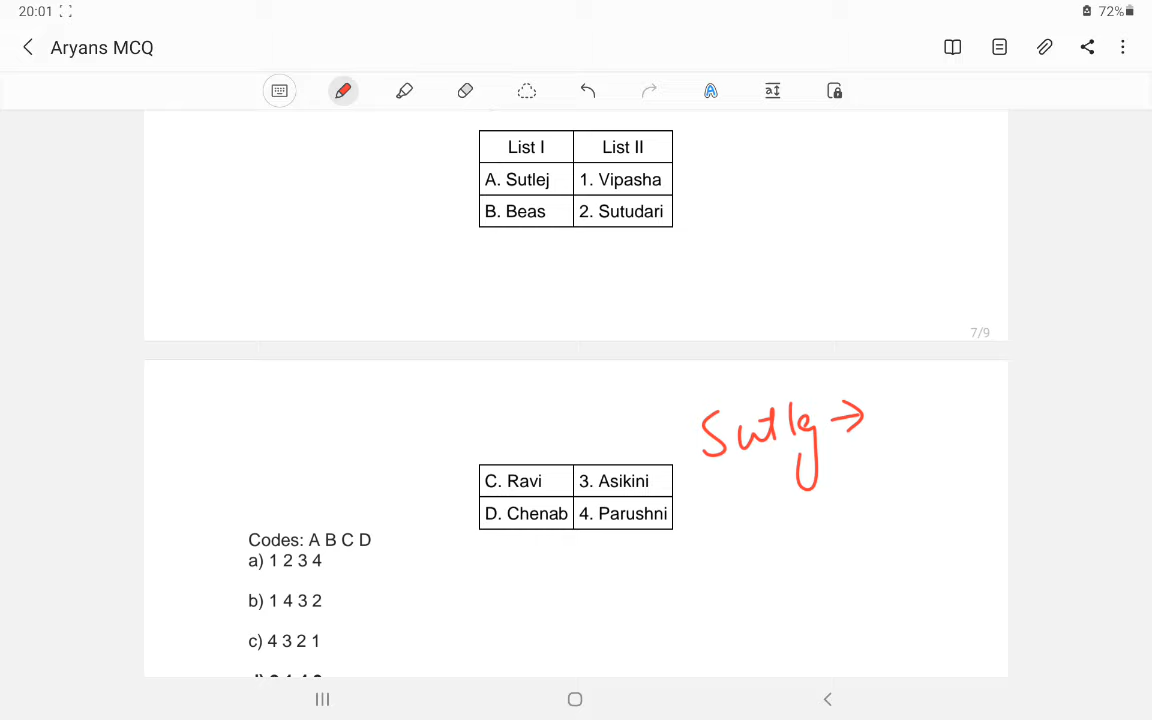 20:01 72%
Aryans MCQ
List I List II
A. Sutlej 1. Vipasha
B. Beas 2. Sutudari
7/9
Sutlej →
C. Ravi 3. Asikini
D. Chenab 4. Parushni
Codes: A B C D
a) 1 2 3 4
b) 1 4 3 2
c) 4 3 2 1